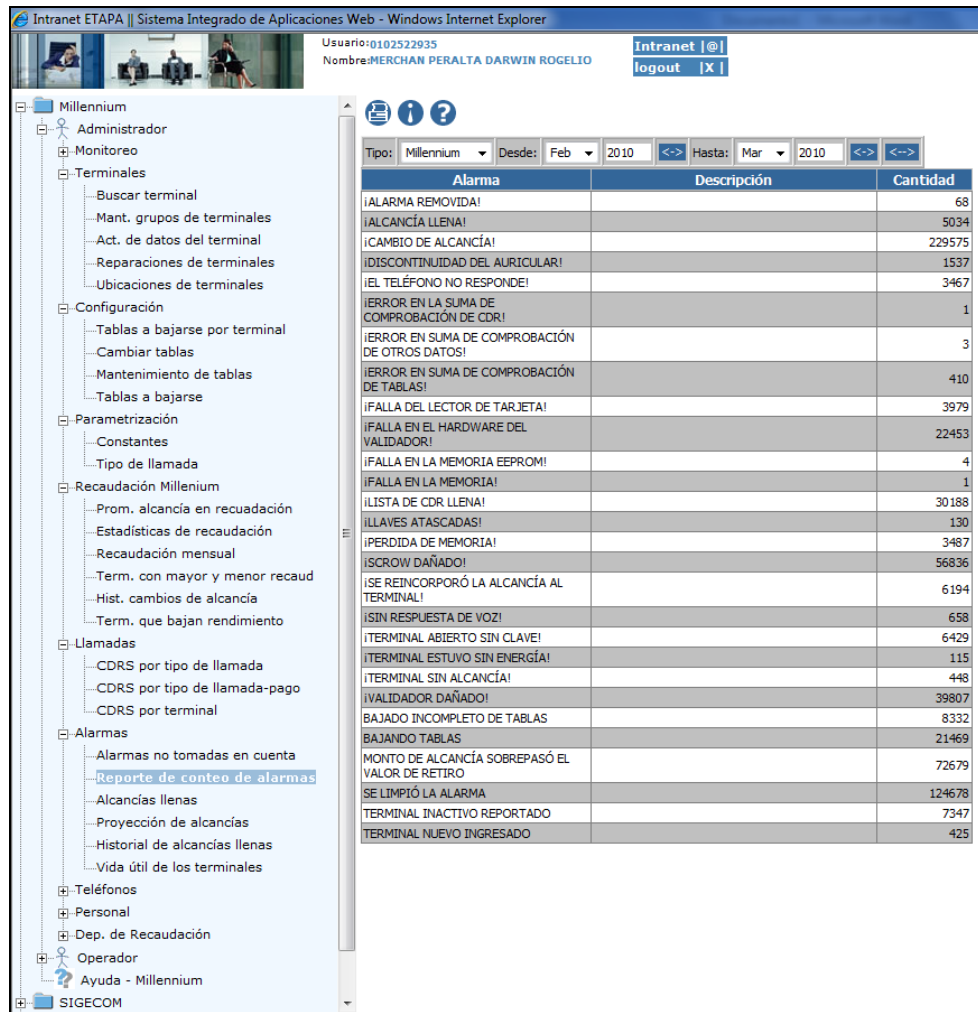 Intranet ETAPA || Sistema Integrado de Aplicaciones Web - Windows Internet Explorer
Usuario:0102522935
Nombre:MERCHAN PERALTA DARWIN ROGELIO
Intranet |@|
logout |X |
Millennium
Administrador
Monitoreo
Terminales
Buscar terminal
Mant. grupos de terminales
Act. de datos del terminal
Reparaciones de terminales
Ubicaciones de terminales
Configuración
Tablas a bajarse por terminal
Cambiar tablas
Mantenimiento de tablas
Tablas a bajarse
Parametrización
Constantes
Tipo de llamada
Recaudación Millenium
Prom. alcancía en recuadación
Estadísticas de recaudación
Recaudación mensual
Term. con mayor y menor recaud
Hist. cambios de alcancía
Term. que bajan rendimiento
Llamadas
CDRS por tipo de llamada
CDRS por tipo de llamada-pago
CDRS por terminal
Alarmas
Alarmas no tomadas en cuenta
Reporte de conteo de alarmas
Alcancías llenas
Proyección de alcancías
Historial de alcancías llenas
Vida útil de los terminales
Teléfonos
Personal
Dep. de Recaudación
Operador
Ayuda - Millennium
SIGECOM
Tipo: Millennium Desde: Feb 2010 <-> Hasta: Mar 2010 <-> <-->
Alarma Descripción Cantidad
¡ALARMA REMOVIDA! 68
¡ALCANCÍA LLENA! 5034
¡CAMBIO DE ALCANCÍA! 229575
¡DISCONTINUIDAD DEL AURICULAR! 1537
¡EL TELÉFONO NO RESPONDE! 3467
¡ERROR EN LA SUMA DE
COMPROBACIÓN DE CDR! 1
¡ERROR EN SUMA DE COMPROBACIÓN
DE OTROS DATOS! 3
¡ERROR EN SUMA DE COMPROBACIÓN
DE TABLAS! 410
¡FALLA DEL LECTOR DE TARJETA! 3979
¡FALLA EN EL HARDWARE DEL
VALIDADOR! 22453
¡FALLA EN LA MEMORIA EEPROM! 4
¡FALLA EN LA MEMORIA! 1
¡LISTA DE CDR LLENA! 30188
¡LLAVES ATASCADAS! 130
¡PERDIDA DE MEMORIA! 3487
¡SCROW DAÑADO! 56836
¡SE REINCORPORÓ LA ALCANCÍA AL
TERMINAL! 6194
¡SIN RESPUESTA DE VOZ! 658
¡TERMINAL ABIERTO SIN CLAVE! 6429
¡TERMINAL ESTUVO SIN ENERGÍA! 115
¡TERMINAL SIN ALCANCÍA! 448
¡VALIDADOR DAÑADO! 39807
BAJADO INCOMPLETO DE TABLAS 8332
BAJANDO TABLAS 21469
MONTO DE ALCANCÍA SOBREPASÓ EL
VALOR DE RETIRO 72679
SE LIMPIÓ LA ALARMA 124678
TERMINAL INACTIVO REPORTADO 7347
TERMINAL NUEVO INGRESADO 425